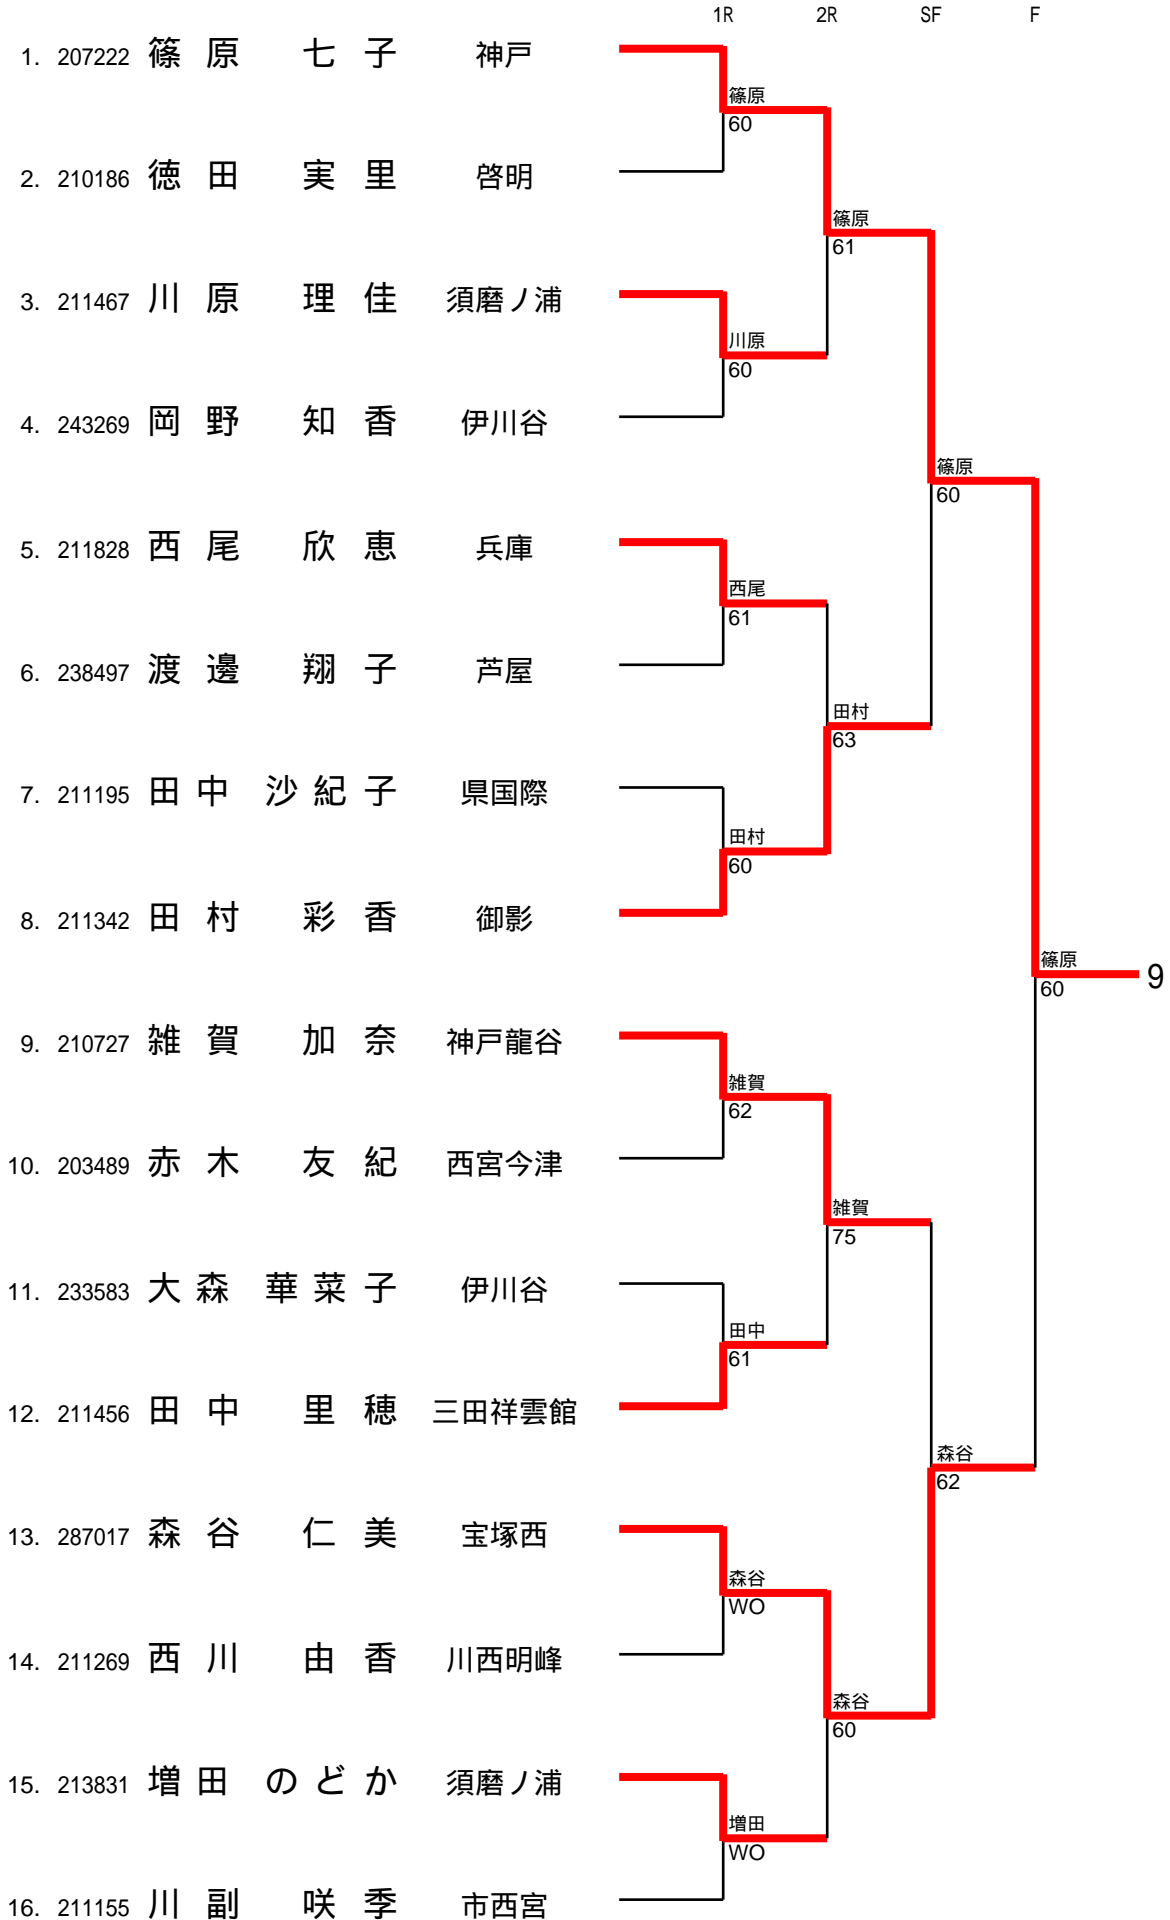 1R 2R SF F
1. 207222 篠原 七子 神戸
篠原
60
2. 210186 徳田 実里 啓明
篠原
61
3. 211467 川原 理佳 須磨ノ浦
川原
60
4. 243269 岡野 知香 伊川谷
篠原
60
5. 211828 西尾 欣恵 兵庫
西尾
61
6. 238497 渡邊 翔子 芦屋
田村
63
7. 211195 田中 沙紀子 県国際
田村
60
8. 211342 田村 彩香 御影
篠原
60
9
9. 210727 雑賀 加奈 神戸龍谷
雑賀
62
10. 203489 赤木 友紀 西宮今津
雑賀
75
11. 233583 大森 華菜子 伊川谷
田中
61
12. 211456 田中 里穂 三田祥雲館
森谷
62
13. 287017 森谷 仁美 宝塚西
森谷
WO
14. 211269 西川 由香 川西明峰
森谷
60
15. 213831 増田 のどか 須磨ノ浦
増田
WO
16. 211155 川副 咲季 市西宮